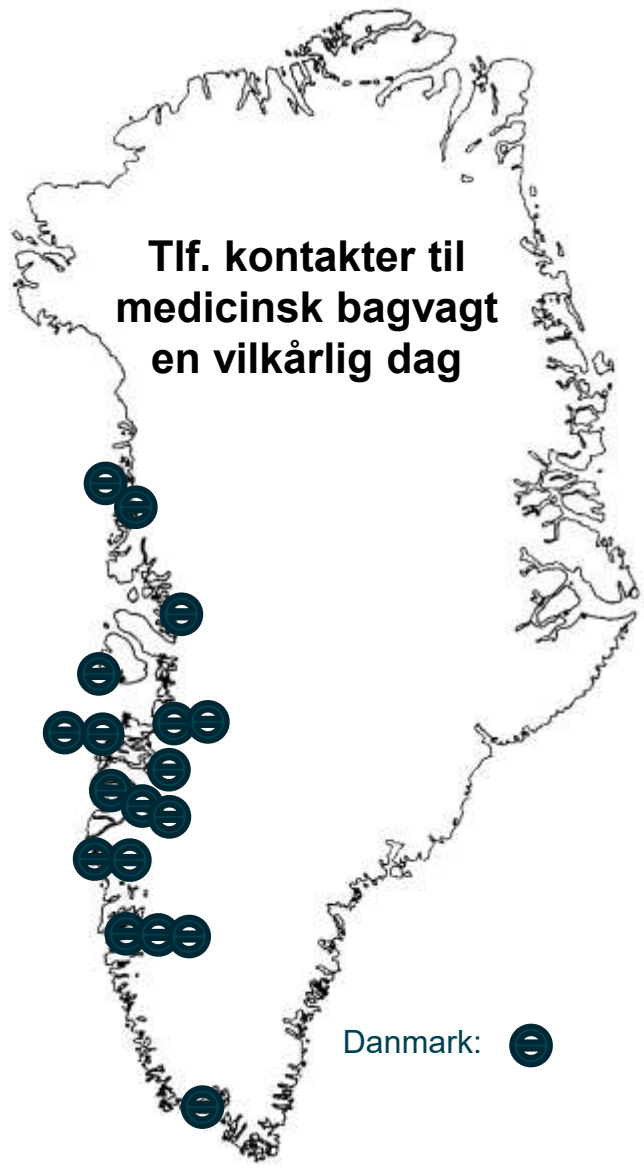 Tlf. kontakter til
medicinsk bagvagt
en vilkårlig dag
Danmark: